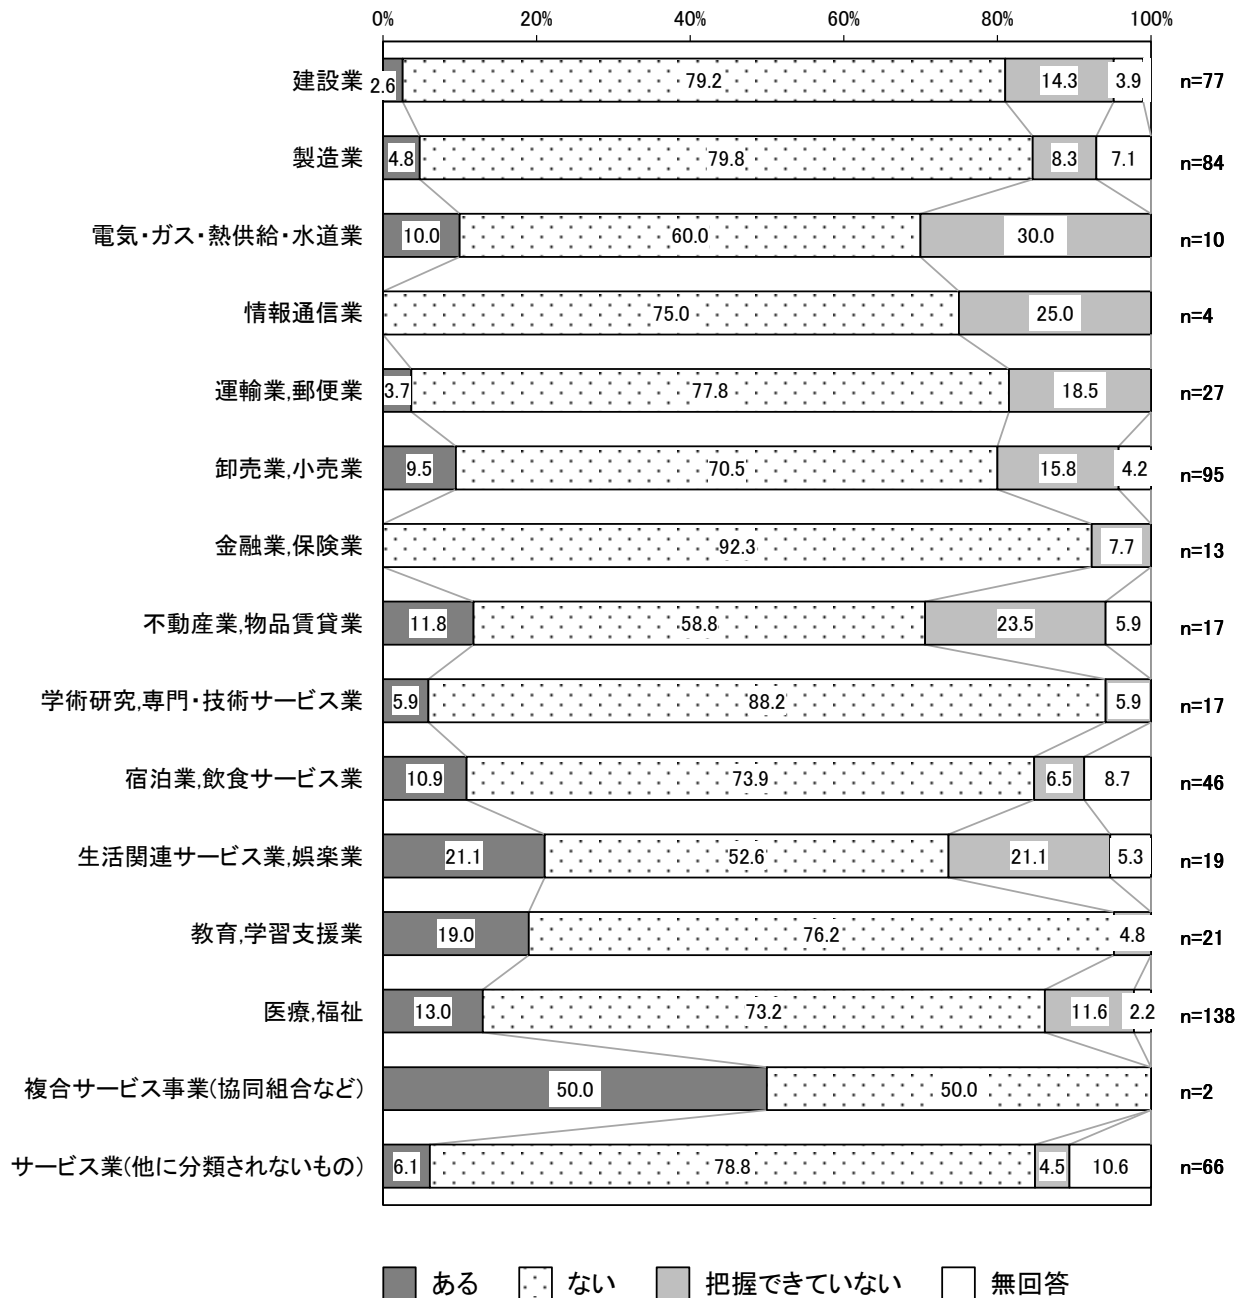 0% 20% 40% 60% 80% 100%
建設業 2.6 79.2 14.3 3.9 n=77
製造業 4.8 79.8 8.3 7.1 n=84
電気・ガス・熱供給・水道業 10.0 60.0 30.0 n=10
情報通信業 75.0 25.0 n=4
運輸業,郵便業 3.7 77.8 18.5 n=27
卸売業,小売業 9.5 70.5 15.8 4.2 n=95
金融業,保険業 92.3 7.7 n=13
不動産業,物品賃貸業 11.8 58.8 23.5 5.9 n=17
学術研究,専門・技術サービス業 5.9 88.2 5.9 n=17
宿泊業,飲食サービス業 10.9 73.9 6.5 8.7 n=46
生活関連サービス業,娯楽業 21.1 52.6 21.1 5.3 n=19
教育,学習支援業 19.0 76.2 4.8 n=21
医療,福祉 13.0 73.2 11.6 2.2 n=138
複合サービス事業(協同組合など) 50.0 50.0 n=2
サービス業(他に分類されないもの) 6.1 78.8 4.5 10.6 n=66
ある ない 把握できていない 無回答